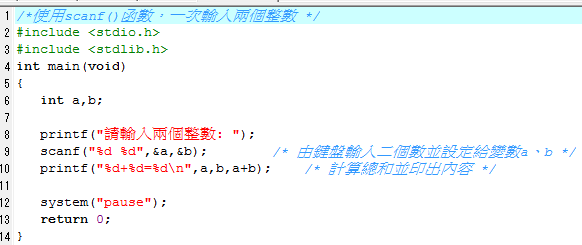 1 /*使用scanf()函數，一次輸入兩個整數 */
2 #include <stdio.h>
3 #include <stdlib.h>
4 int main(void)
5 {
6    int a,b;
7
8    printf("請輸入兩個整數: ");
9    scanf("%d %d",&a,&b);         /* 由鍵盤輸入二個數並設定給變數a、b */
10    printf("%d+%d=%d\n",a,b,a+b);    /* 計算總和並印出內容 */
11
12    system("pause");
13    return 0;
14 }